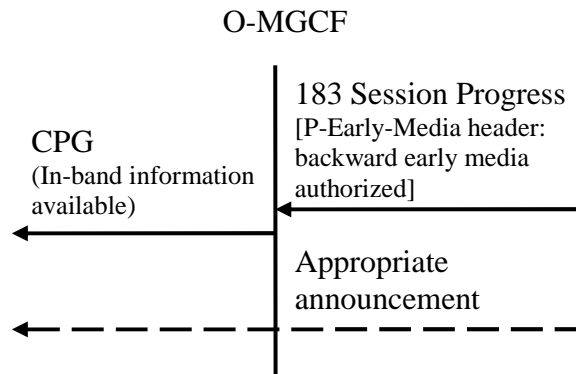 O-MGCF
183 Session Progress
[P-Early-Media header:
backward early media
authorized]
CPG
(In-band information
available)
Appropriate
announcement